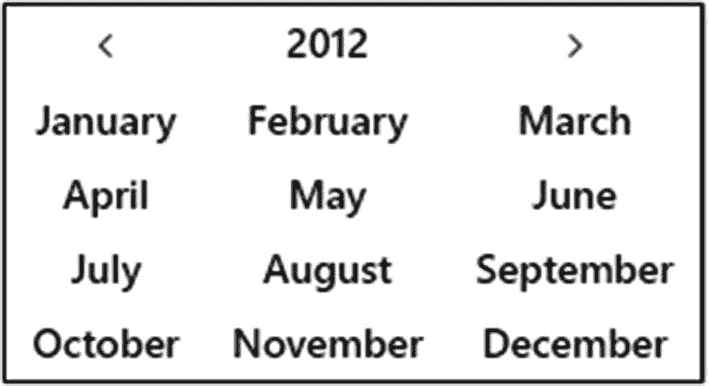 < 2012 >
January February March
April May June
July August September
October November December